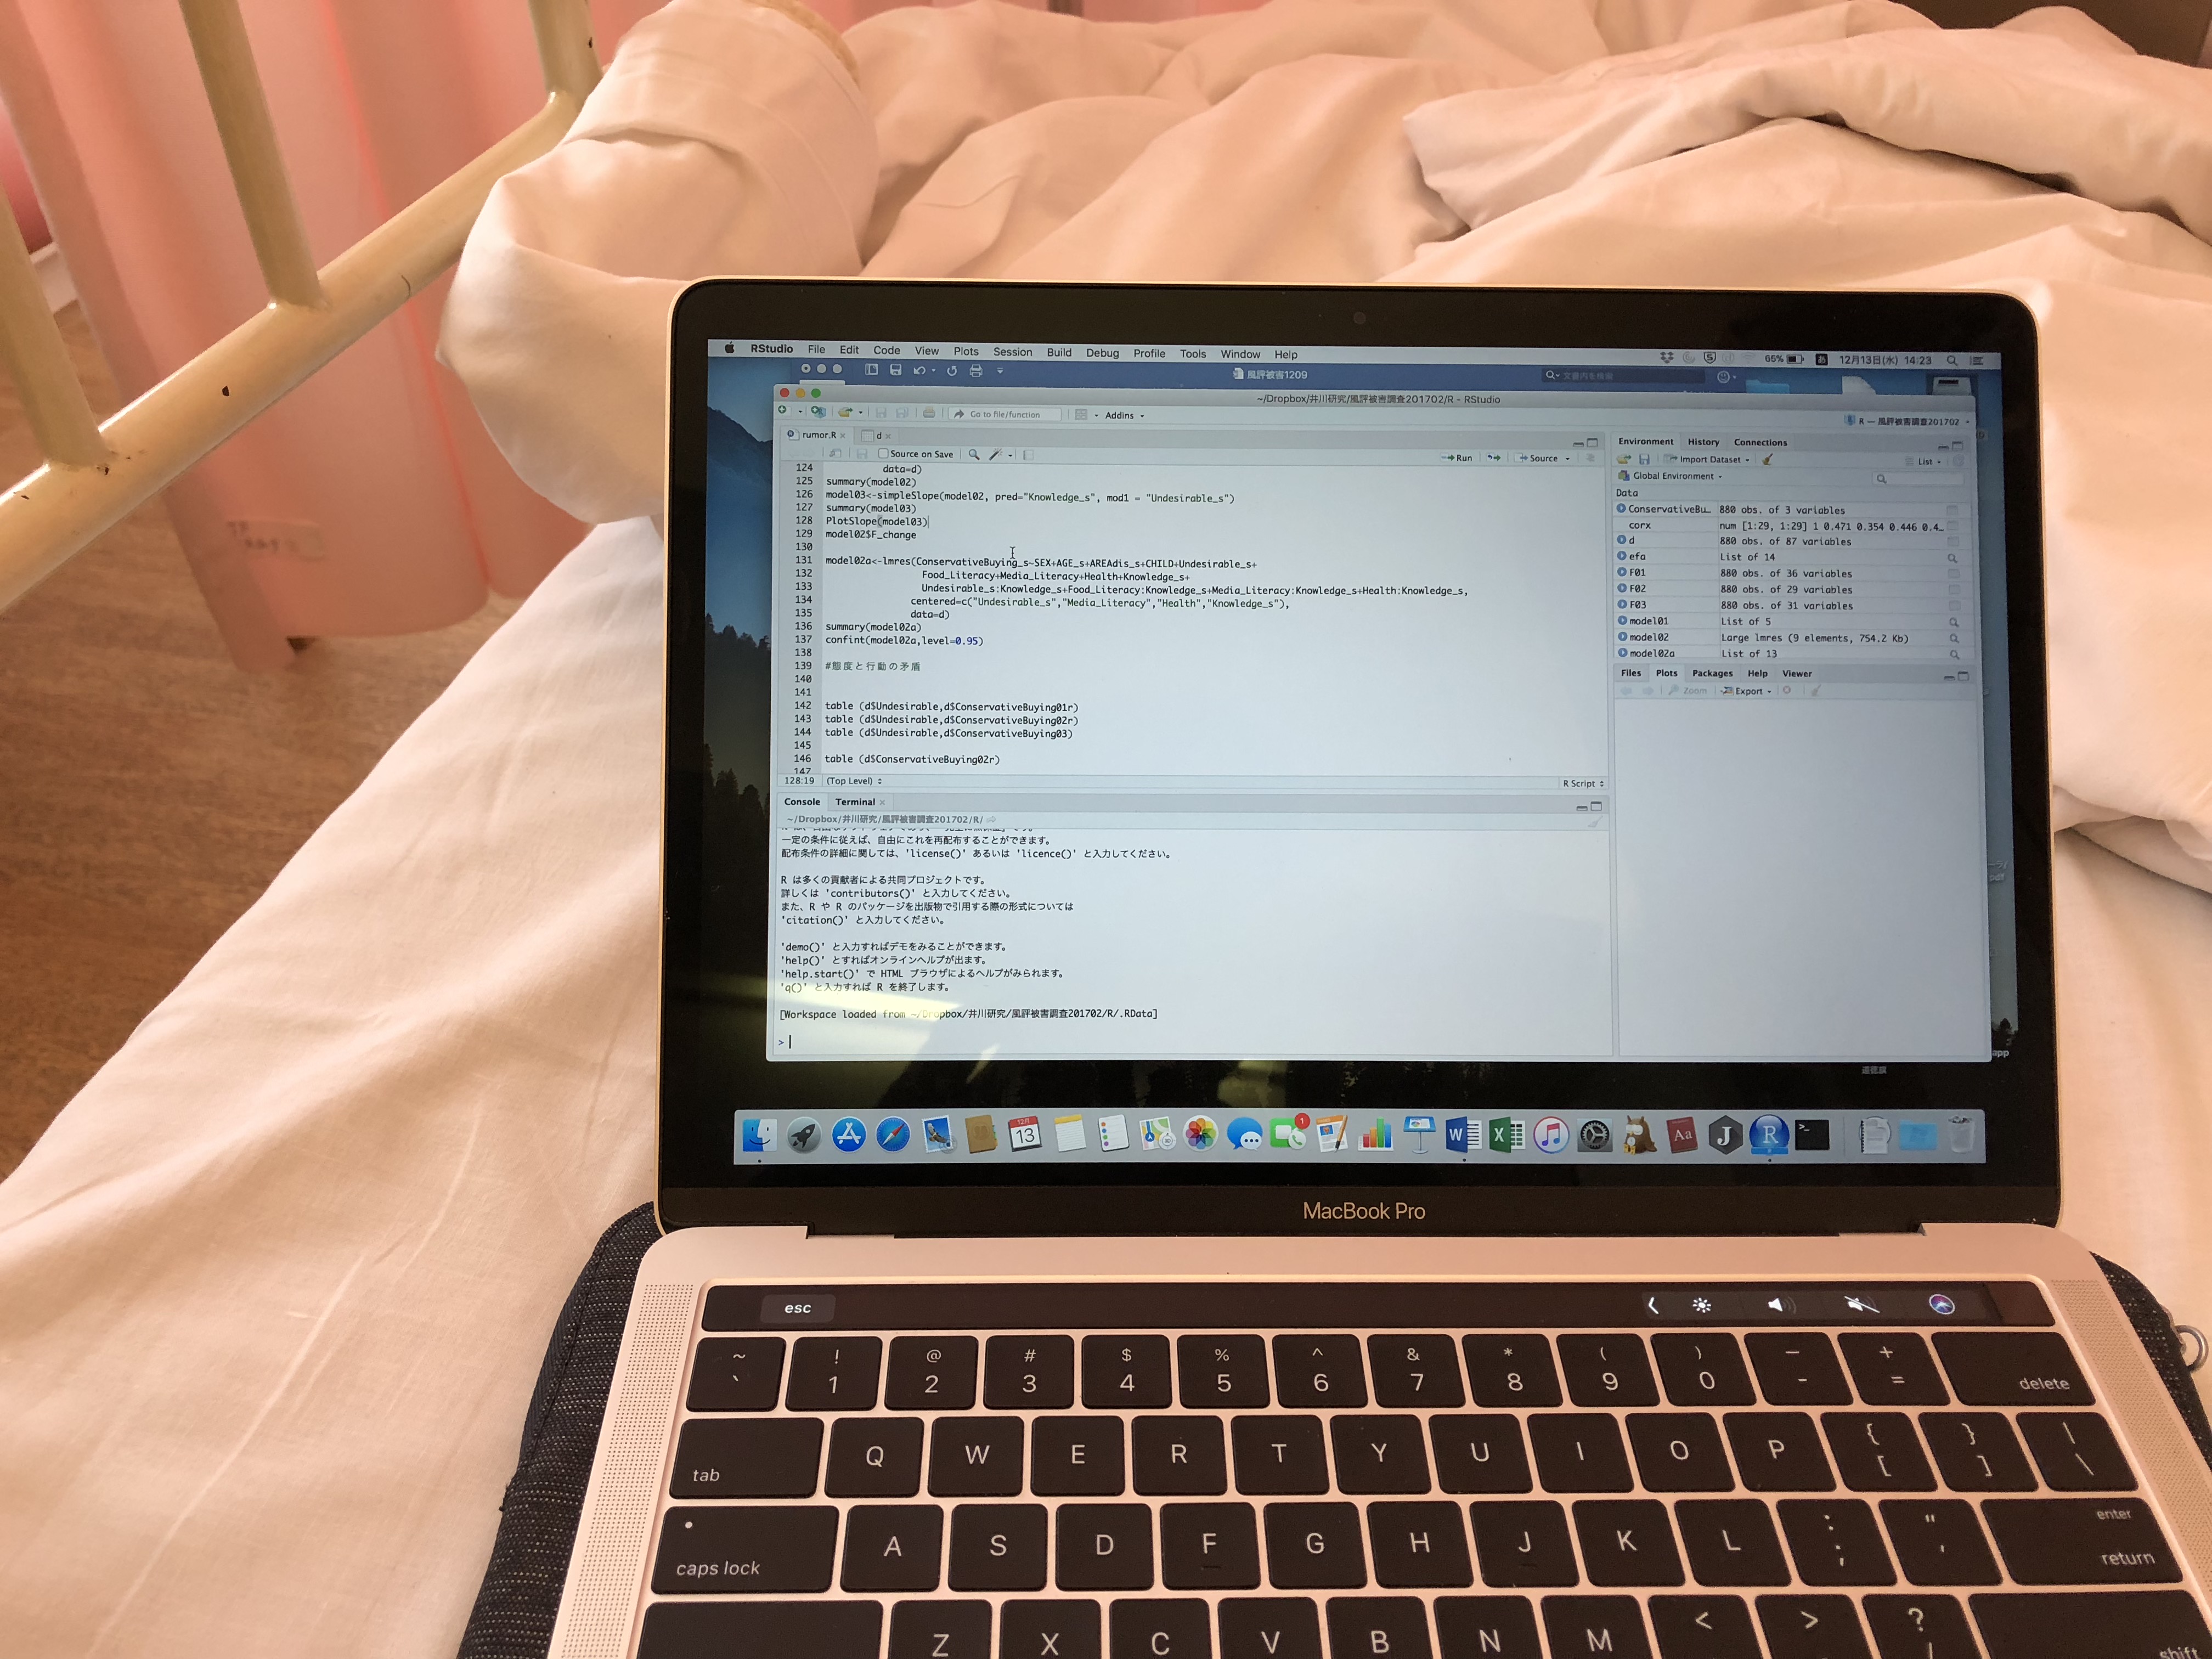 RStudio File Edit Code View Plots Session Build Debug Profile Tools Window Help
65% 12月13日(水) 14:23
風評被害1209
文書内を検索
~/Dropbox/井川研究/風評被害調査201702/R - RStudio
Go to file/function
Addins
R — 風評被害調査201702
rumor.R
d
Source on Save
Run
Source
124 data=d)
125 summary(model02)
126 model03<-simpleSlope(model02, pred="Knowledge_s", mod1 = "Undesirable_s")
127 summary(model03)
128 PlotSlope(model03)
129 model02$F_change
130
131 model02a<-lmres(ConservativeBuying_s~SEX+AGE_s+AREAdis_s+CHILD+Undesirable_s+
132 Food_Literacy+Media_Literacy+Health+Knowledge_s+
133 Undesirable_s:Knowledge_s+Food_Literacy:Knowledge_s+Media_Literacy:Knowledge_s+Health:Knowledge_s,
134 centered=c("Undesirable_s","Media_Literacy","Health","Knowledge_s"),
135 data=d)
136 summary(model02a)
137 confint(model02a,level=0.95)
138
139 #態度と行動の矛盾
140
141
142 table (d$Undesirable,d$ConservativeBuying01r)
143 table (d$Undesirable,d$ConservativeBuying02r)
144 table (d$Undesirable,d$ConservativeBuying03)
145
146 table (d$ConservativeBuying02r)
147
128:19 (Top Level) R Script
Console Terminal
~/Dropbox/井川研究/風評被害調査201702/R/
一定の条件に従えば、自由にこれを再配布することができます。
配布条件の詳細に関しては、'license()' あるいは 'licence()' と入力してください。
R は多くの貢献者による共同プロジェクトです。
詳しくは 'contributors()' と入力してください。
また、R や R のパッケージを出版物で引用する際の形式については
'citation()' と入力してください。
'demo()' と入力すればデモをみることができます。
'help()' とすればオンラインヘルプが出ます。
'help.start()' で HTML ブラウザによるヘルプがみられます。
'q()' と入力すれば R を終了します。
[Workspace loaded from ~/Dropbox/井川研究/風評被害調査201702/R/.RData]
>
Environment History Connections
Import Dataset
List
Global Environment
Data
ConservativeBu… 880 obs. of 3 variables
corx num [1:29, 1:29] 1 0.471 0.354 0.446 0.4…
d 880 obs. of 87 variables
efa List of 14
F01 880 obs. of 36 variables
F02 880 obs. of 29 variables
F03 880 obs. of 31 variables
model01 List of 5
model02 Large lmres (9 elements, 754.2 Kb)
model02a List of 13
Files Plots Packages Help Viewer
Zoom Export
pdf
app
12月
13
1
W
X
Aa
J
R
MacBook Pro
esc
~ ! @ # $ % ^ & * ( ) — +
` 1 2 3 4 5 6 7 8 9 0 - = delete
tab Q W E R T Y U I O P { [ } ] | \
caps lock A S D F G H J K L : ; " ' enter return
Z X C V B N M < > ? / shift